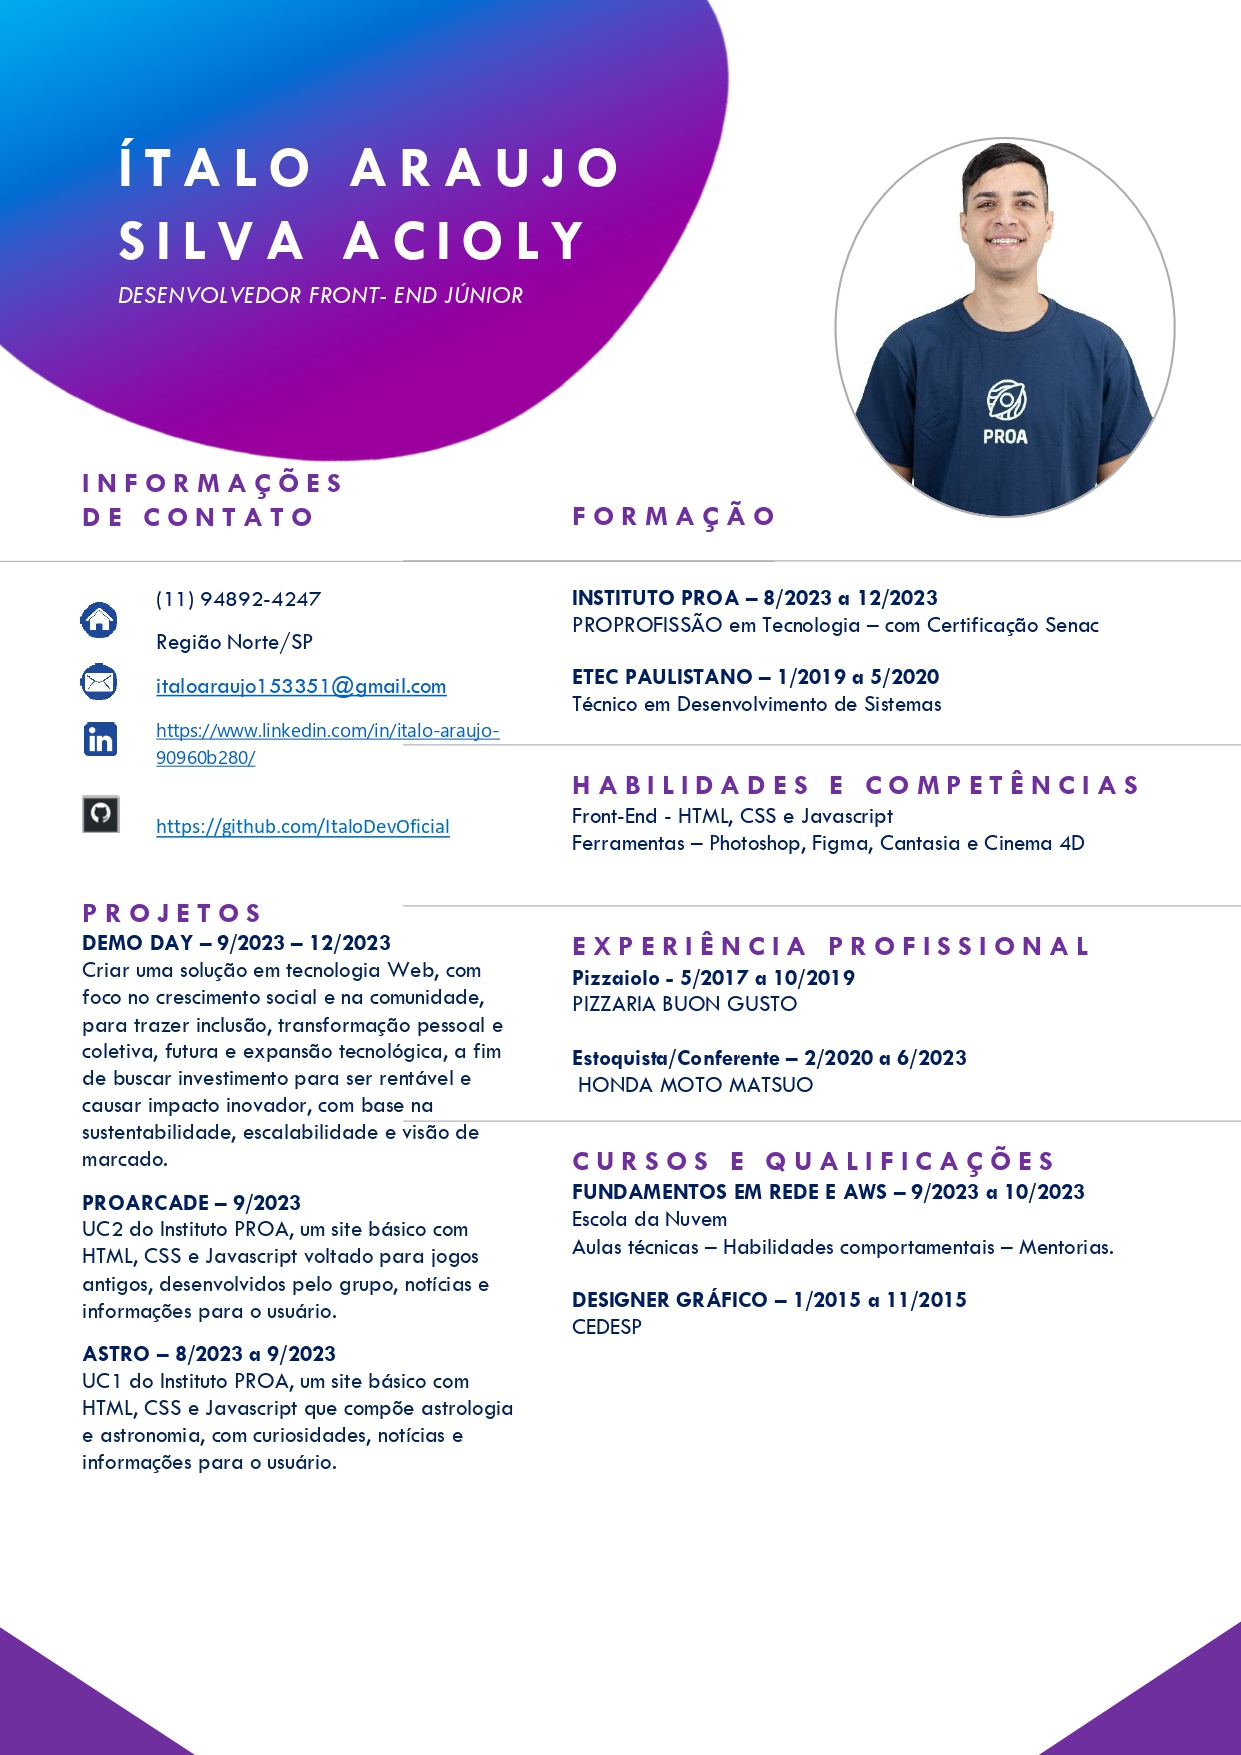 ÍTALO ARAUJO
SILVA ACIOLY
DESENVOLVEDOR FRONT- END JÚNIOR
PROA
INFORMAÇÕES
DE CONTATO
(11) 94892-4247
Região Norte/SP
italoaraujo153351@gmail.com
https://www.linkedin.com/in/italo-araujo-
90960b280/
https://github.com/ItaloDevOficial
PROJETOS
DEMO DAY – 9/2023 – 12/2023
Criar uma solução em tecnologia Web, com
foco no crescimento social e na comunidade,
para trazer inclusão, transformação pessoal e
coletiva, futura e expansão tecnológica, a fim
de buscar investimento para ser rentável e
causar impacto inovador, com base na
sustentabilidade, escalabilidade e visão de
marcado.
PROARCADE – 9/2023
UC2 do Instituto PROA, um site básico com
HTML, CSS e Javascript voltado para jogos
antigos, desenvolvidos pelo grupo, notícias e
informações para o usuário.
ASTRO – 8/2023 a 9/2023
UC1 do Instituto PROA, um site básico com
HTML, CSS e Javascript que compõe astrologia
e astronomia, com curiosidades, notícias e
informações para o usuário.
FORMAÇÃO
INSTITUTO PROA – 8/2023 a 12/2023
PROPROFISSÃO em Tecnologia – com Certificação Senac
ETEC PAULISTANO – 1/2019 a 5/2020
Técnico em Desenvolvimento de Sistemas
HABILIDADES E COMPETÊNCIAS
Front-End - HTML, CSS e Javascript
Ferramentas – Photoshop, Figma, Cantasia e Cinema 4D
EXPERIÊNCIA PROFISSIONAL
Pizzaiolo - 5/2017 a 10/2019
PIZZARIA BUON GUSTO
Estoquista/Conferente – 2/2020 a 6/2023
HONDA MOTO MATSUO
CURSOS E QUALIFICAÇÕES
FUNDAMENTOS EM REDE E AWS – 9/2023 a 10/2023
Escola da Nuvem
Aulas técnicas – Habilidades comportamentais – Mentorias.
DESIGNER GRÁFICO – 1/2015 a 11/2015
CEDESP